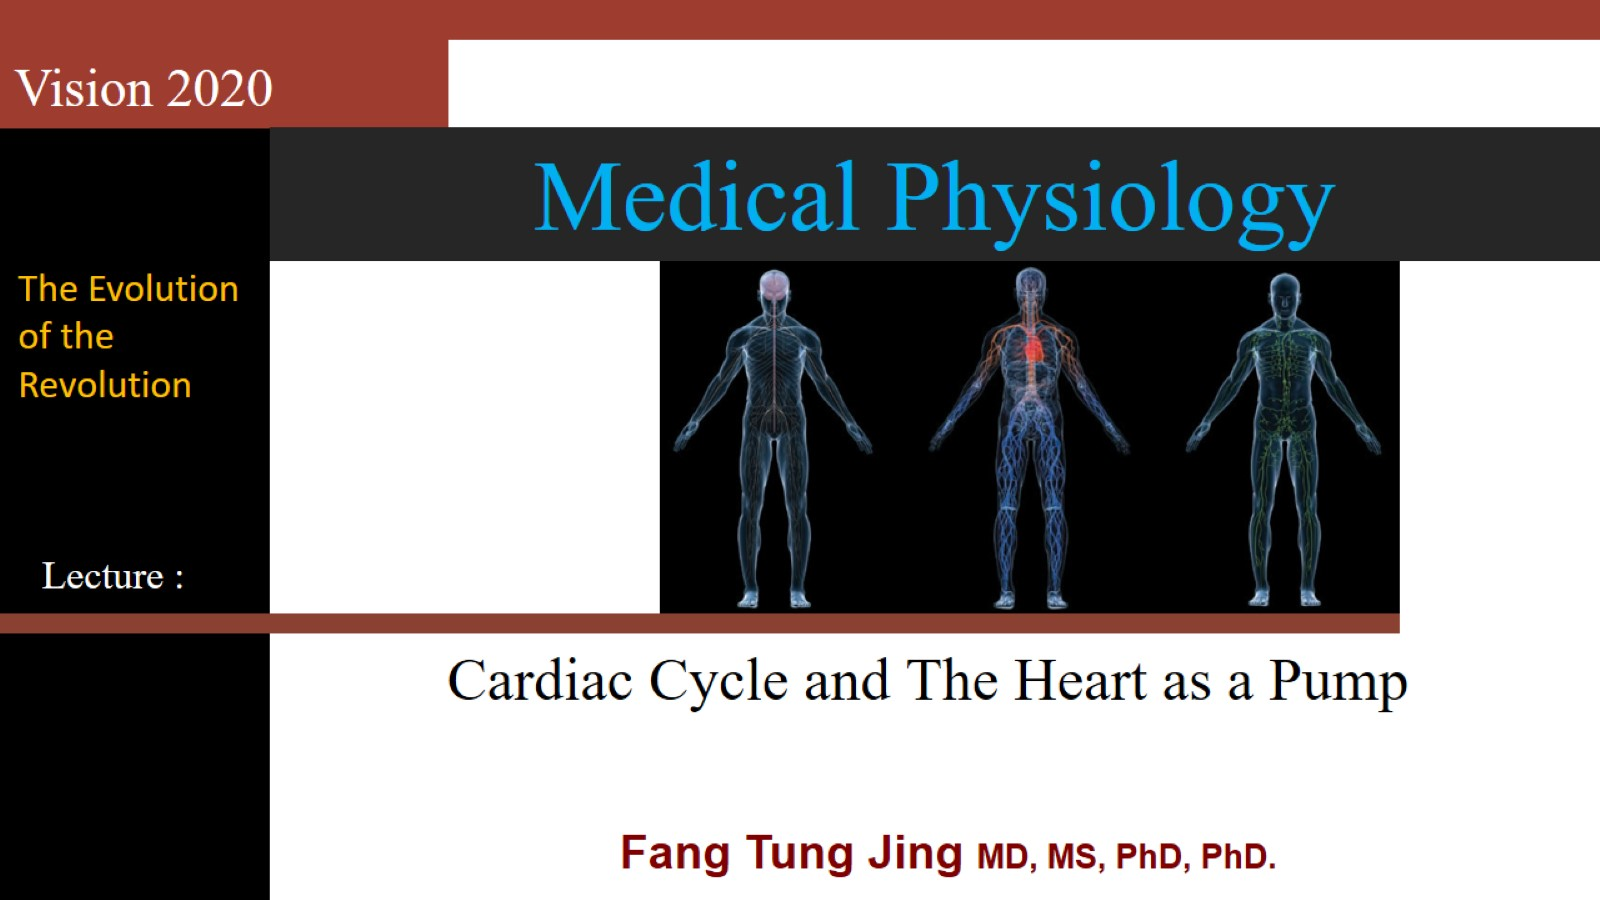 Vision 2020
Medical Physiology
The Evolution
of the
Revolution
Lecture :
Cardiac Cycle and The Heart as a Pump
Fang Tung Jing MD, MS, PhD, PhD.